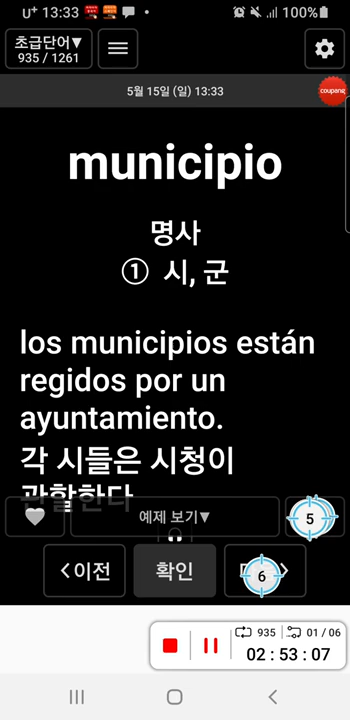 U⁺ 13:33 100%
초급단어▼
935 / 1261
5월 15일 (일) 13:33
coupang
municipio
명사
① 시, 군
los municipios están
regidos por un
ayuntamiento.
각 시들은 시청이
관할한다
예제 보기▼
5
<이전
확인
6
935 01 / 06
02 : 53 : 07